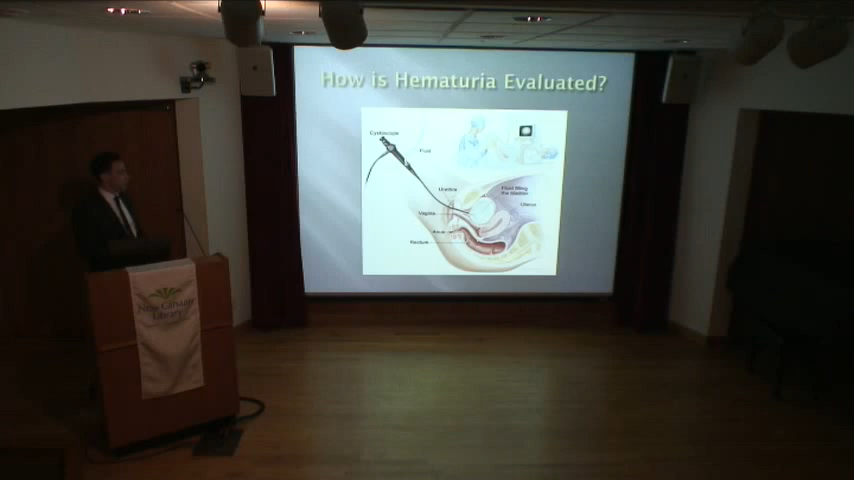 How is Hematuria Evaluated?
Cystoscope
Fluid
Urethra
Fluid filling
the bladder
Vagina
Uterus
Anus
Rectum
New Canaan
Library